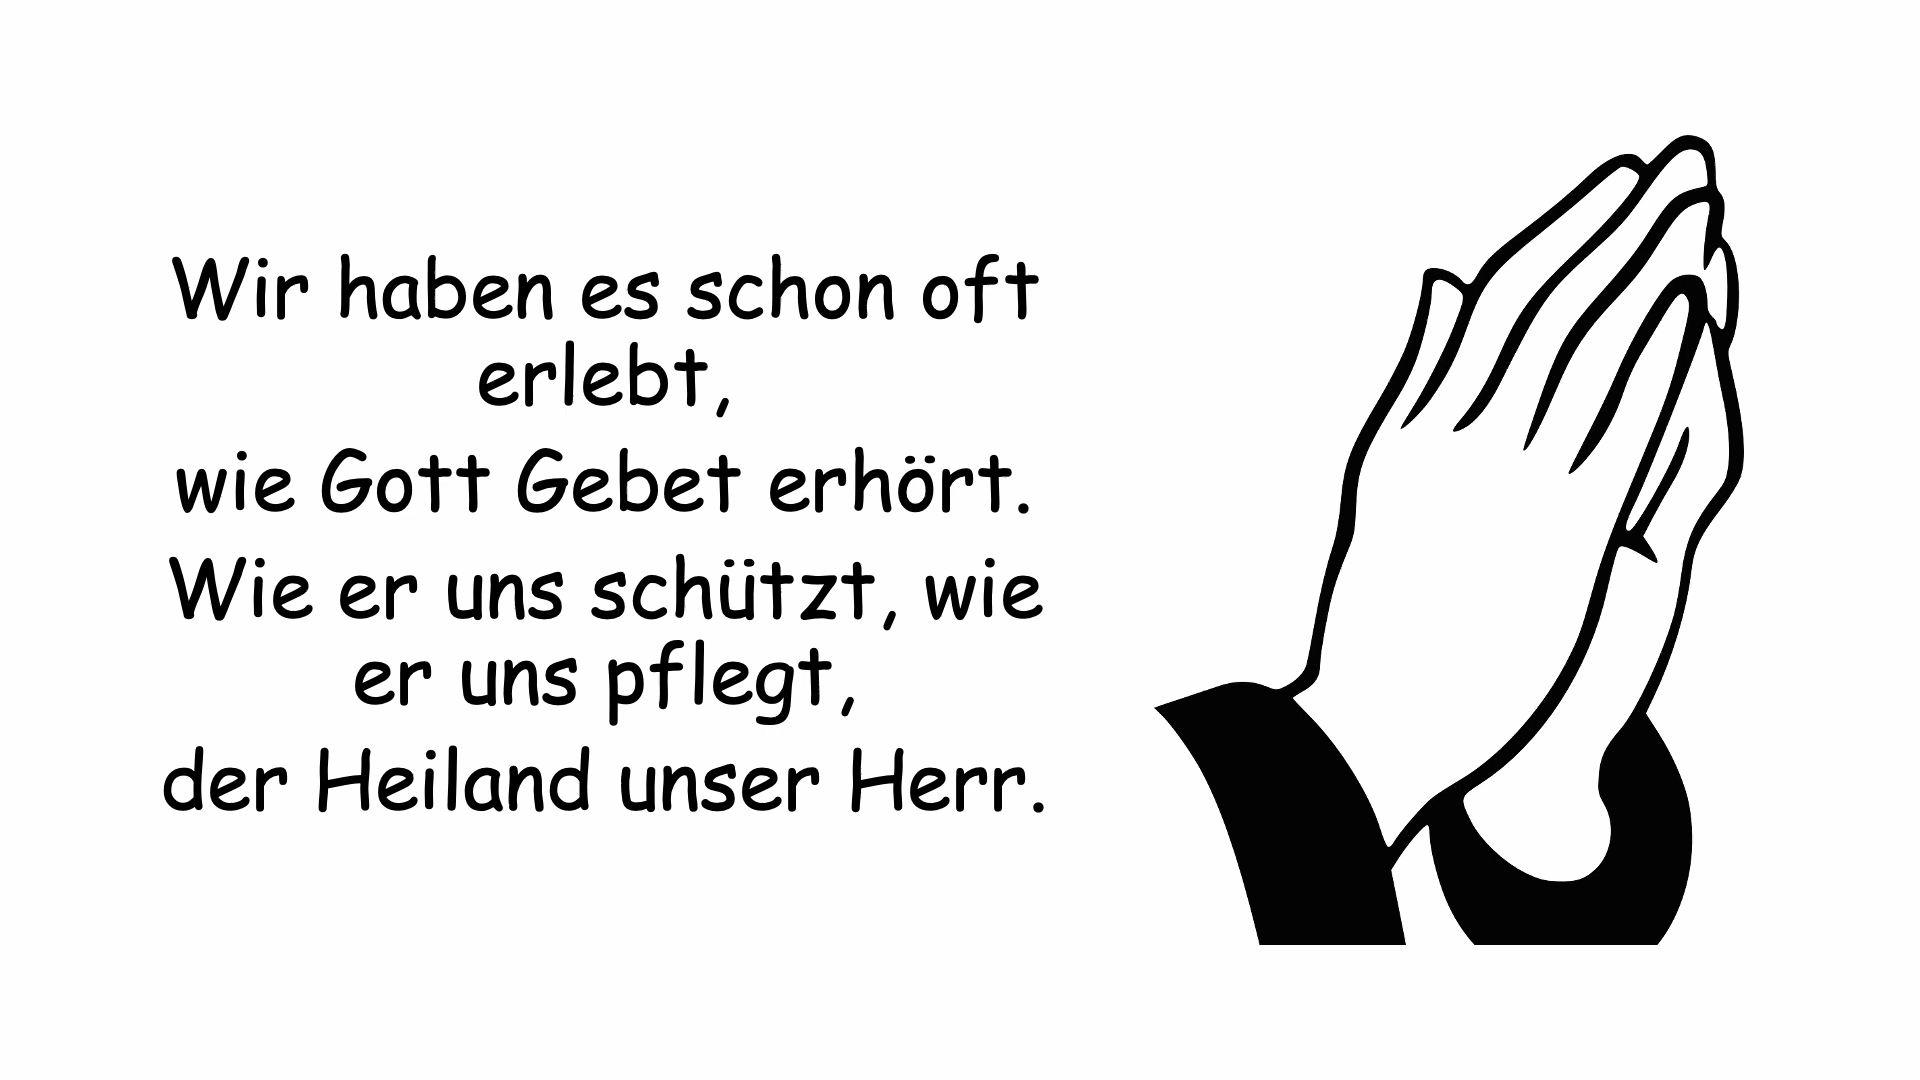 Wir haben es schon oft
erlebt,
wie Gott Gebet erhört.
Wie er uns schützt, wie
er uns pflegt,
der Heiland unser Herr.